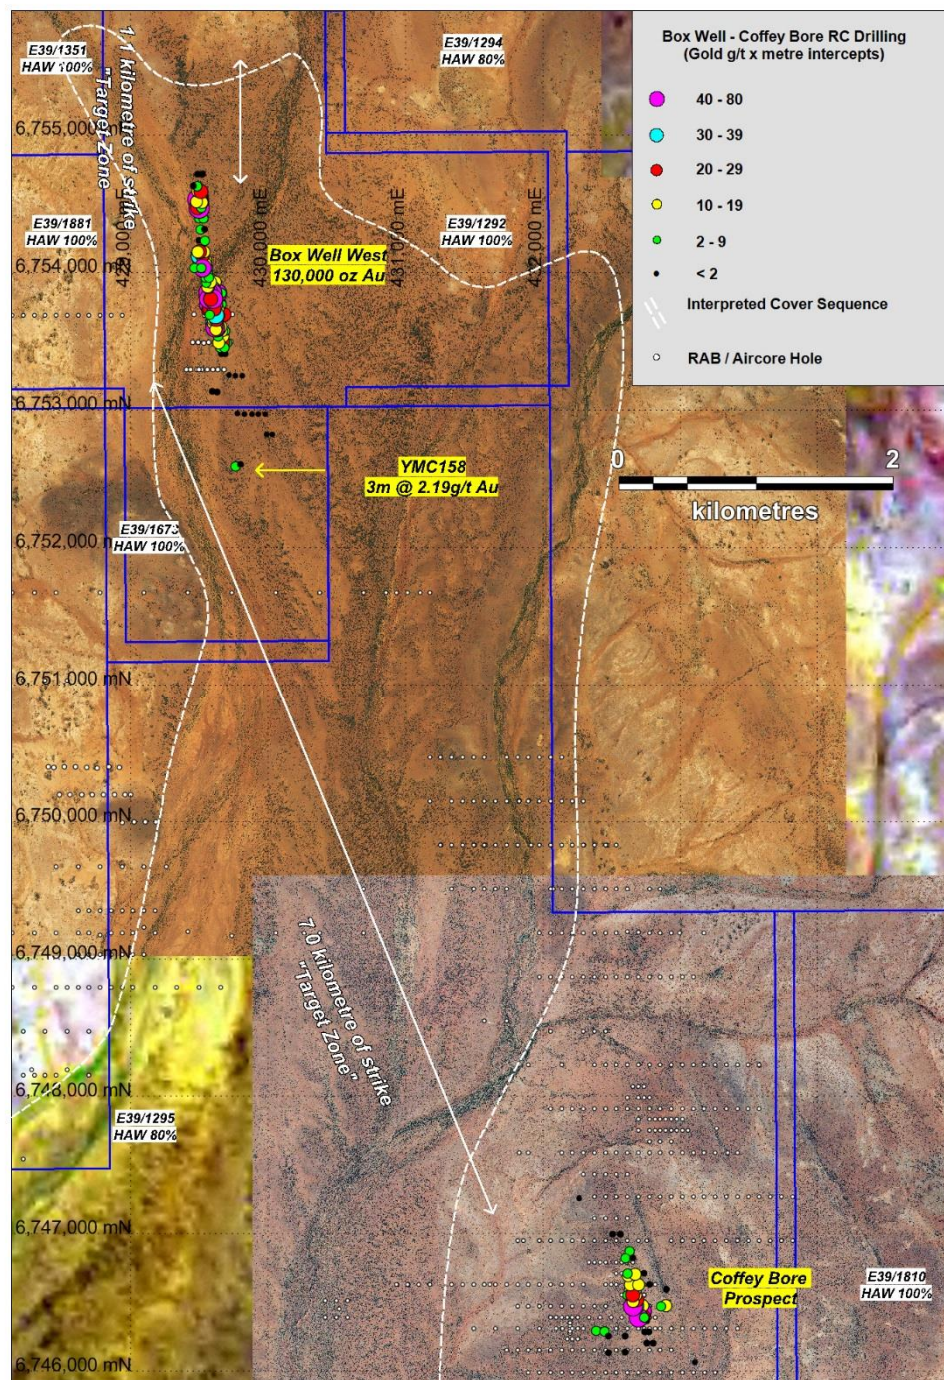 E39/1351
HAW 100%
1.1 kilometre of strike
"Target Zone"
E39/1294
HAW 80%
Box Well - Coffey Bore RC Drilling
(Gold g/t x metre intercepts)
40 - 80
30 - 39
20 - 29
10 - 19
2 - 9
< 2
Interpreted Cover Sequence
RAB / Aircore Hole
6,755,000 mN
E39/1881
HAW 100%
430,000 mE
431,000 mE
E39/1292
HAW 100%
Box Well West
130,000 oz Au
6,754,000 mN
6,753,000 mN
YMC158
3m @ 2.19g/t Au
0
2
kilometres
E39/1673
HAW 100%
6,752,000 m
6,751,000 mN
6,750,000 mN
6,749,000 mN
7.0 kilometre of strike
"Target Zone"
6,748,000 mN
E39/1295
HAW 80%
6,747,000 mN
Coffey Bore
Prospect
E39/1810
HAW 100%
6,746,000 mN